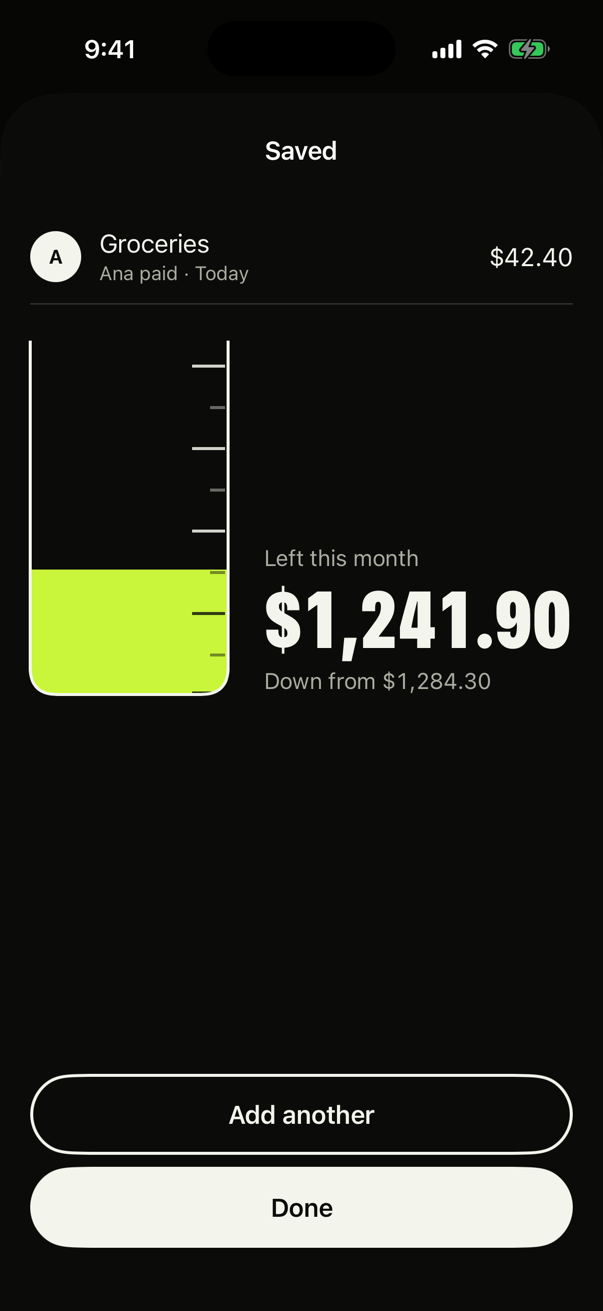 9:41
Saved
A
Groceries
Ana paid · Today
$42.40
Left this month
$1,241.90
Down from $1,284.30
Add another
Done